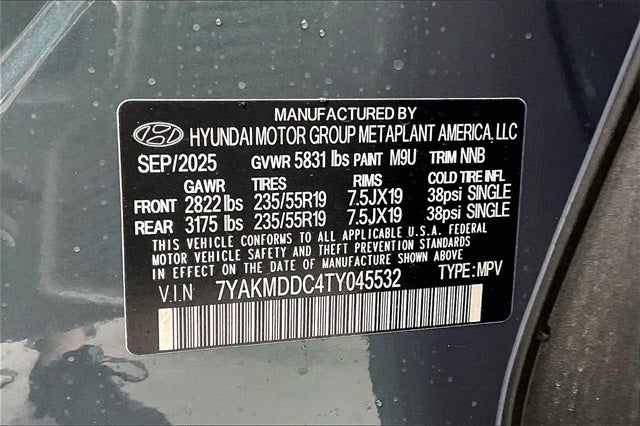 MANUFACTURED BY
HYUNDAI MOTOR GROUP METAPLANT AMERICA, LLC
SEP/2025 GVWR 5831 lbs PAINT M9U TRIM NNB
GAWR TIRES RIMS COLD TIRE INFL
FRONT 2822 lbs 235/55R19 7.5JX19 38psi SINGLE
REAR 3175 lbs 235/55R19 7.5JX19 38psi SINGLE
THIS VEHICLE CONFORMS TO ALL APPLICABLE U.S.A. FEDERAL
MOTOR VEHICLE SAFETY AND THEFT PREVENTION STANDARDS
IN EFFECT ON THE DATE OF MANUFACTURE SHOWN ABOVE
V.I.N 7YAKMDDC4TY045532 TYPE: MPV